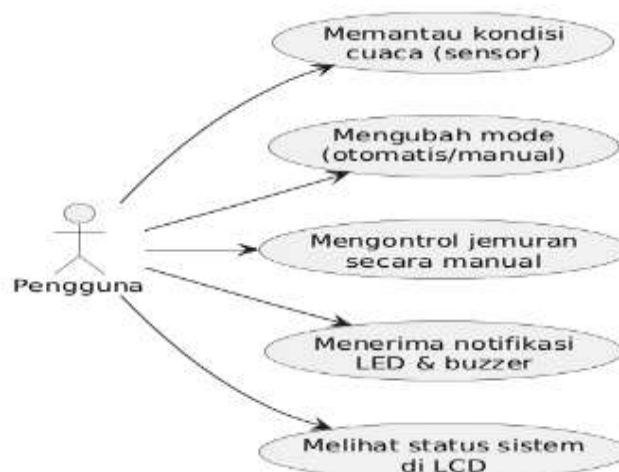 Memantau kondisi
cuaca (sensor)
Mengubah mode
(otomatis/manual)
Mengontrol jemuran
secara manual
Pengguna
Menerima notifikasi
LED & buzzer
Melihat status sistem
di LCD